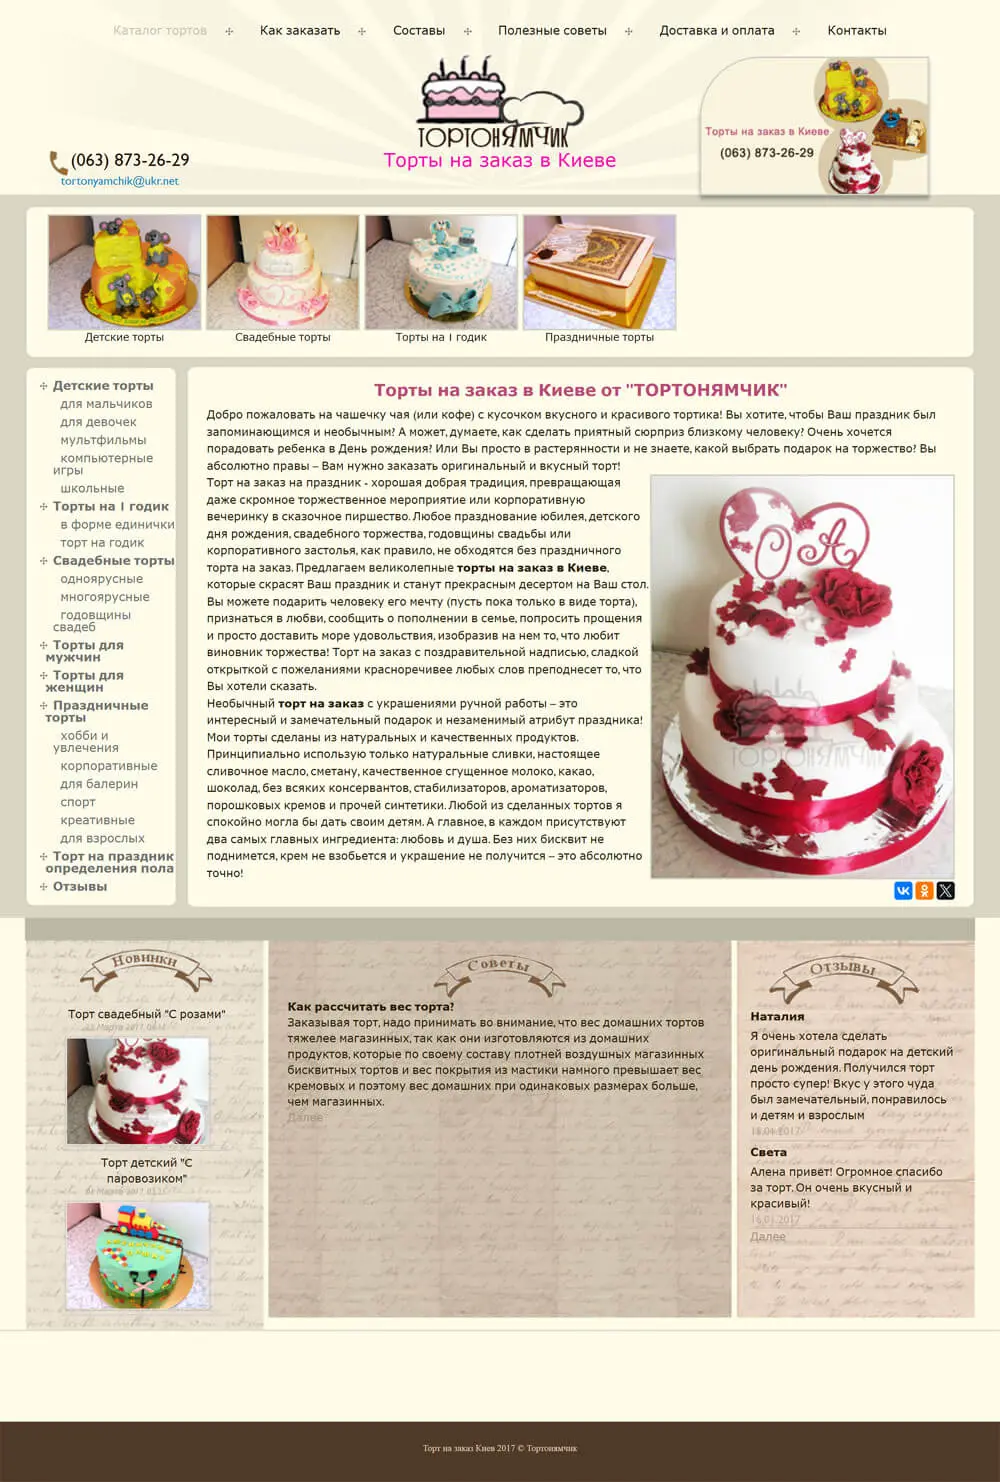 Каталог тортов
Как заказать
Составы
Полезные советы
Доставка и оплата
Контакты
ТОРТОНЯМЧИК
Торты на заказ в Киеве
(063) 873-26-29
tortonyamchik@ukr.net
Торты на заказ в Киеве
(063) 873-26-29
Детские торты
Свадебные торты
Торты на 1 годик
Праздничные торты
Детские торты
для мальчиков
для девочек
мультфильмы
компьютерные
игры
школьные
Торты на 1 годик
в форме единички
торт на годик
Свадебные торты
одноярусные
многоярусные
годовщины
свадеб
Торты для
мужчин
Торты для
женщин
Праздничные
торты
хобби и
увлечения
корпоративные
для балерин
спорт
креативные
для взрослых
Торт на праздник
определения пола
Отзывы
Торты на заказ в Киеве от "ТОРТОНЯМЧИК"
Добро пожаловать на чашечку чая (или кофе) с кусочком вкусного и красивого тортика! Вы хотите, чтобы Ваш праздник был
запоминающимся и необычным? А может, думаете, как сделать приятный сюрприз близкому человеку? Очень хочется
порадовать ребенка в День рождения? Или Вы просто в растерянности и не знаете, какой выбрать подарок на торжество? Вы
абсолютно правы – Вам нужно заказать оригинальный и вкусный торт!
Торт на заказ на праздник - хорошая добрая традиция, превращающая
даже скромное торжественное мероприятие или корпоративную
вечеринку в сказочное пиршество. Любое празднование юбилея, детского
дня рождения, свадебного торжества, годовщины свадьбы или
корпоративного застолья, как правило, не обходятся без праздничного
торта на заказ. Предлагаем великолепные торты на заказ в Киеве,
которые скрасят Ваш праздник и станут прекрасным десертом на Ваш стол.
Вы можете подарить человеку его мечту (пусть пока только в виде торта),
признаться в любви, сообщить о пополнении в семье, попросить прощения
и просто доставить море удовольствия, изобразив на нем то, что любит
виновник торжества! Торт на заказ с поздравительной надписью, сладкой
открыткой с пожеланиями красноречивее любых слов преподнесет то, что
Вы хотели сказать.
Необычный торт на заказ с украшениями ручной работы – это
интересный и замечательный подарок и незаменимый атрибут праздника!
Мои торты сделаны из натуральных и качественных продуктов.
Принципиально использую только натуральные сливки, настоящее
сливочное масло, сметану, качественное сгущенное молоко, какао,
шоколад, без всяких консервантов, стабилизаторов, ароматизаторов,
порошковых кремов и прочей синтетики. Любой из сделанных тортов я
спокойно могла бы дать своим детям. А главное, в каждом присутствуют
два самых главных ингредиента: любовь и душа. Без них бисквит не
поднимется, крем не взобьется и украшение не получится – это абсолютно
точно!
О А
ТОРТОНЯМЧИК
Новинки
Торт свадебный "С розами"
Торт детский "С
паровозиком"
Советы
Как рассчитать вес торта?
Заказывая торт, надо принимать во внимание, что вес домашних тортов
тяжелее магазинных, так как они изготовляются из домашних
продуктов, которые по своему составу плотней воздушных магазинных
бисквитных тортов и вес покрытия из мастики намного превышает вес
кремовых и поэтому вес домашних при одинаковых размерах больше,
чем магазинных.
Далее
Отзывы
Наталия
Я очень хотела сделать
оригинальный подарок на детский
день рождения. Получился торт
просто супер! Вкус у этого чуда
был замечательный, понравилось
и детям и взрослым
18.01.2017
Света
Алена привет! Огромное спасибо
за торт. Он очень вкусный и
красивый!
16.01.2017
Далее
Торт на заказ Киев 2017 © Тортонямчик